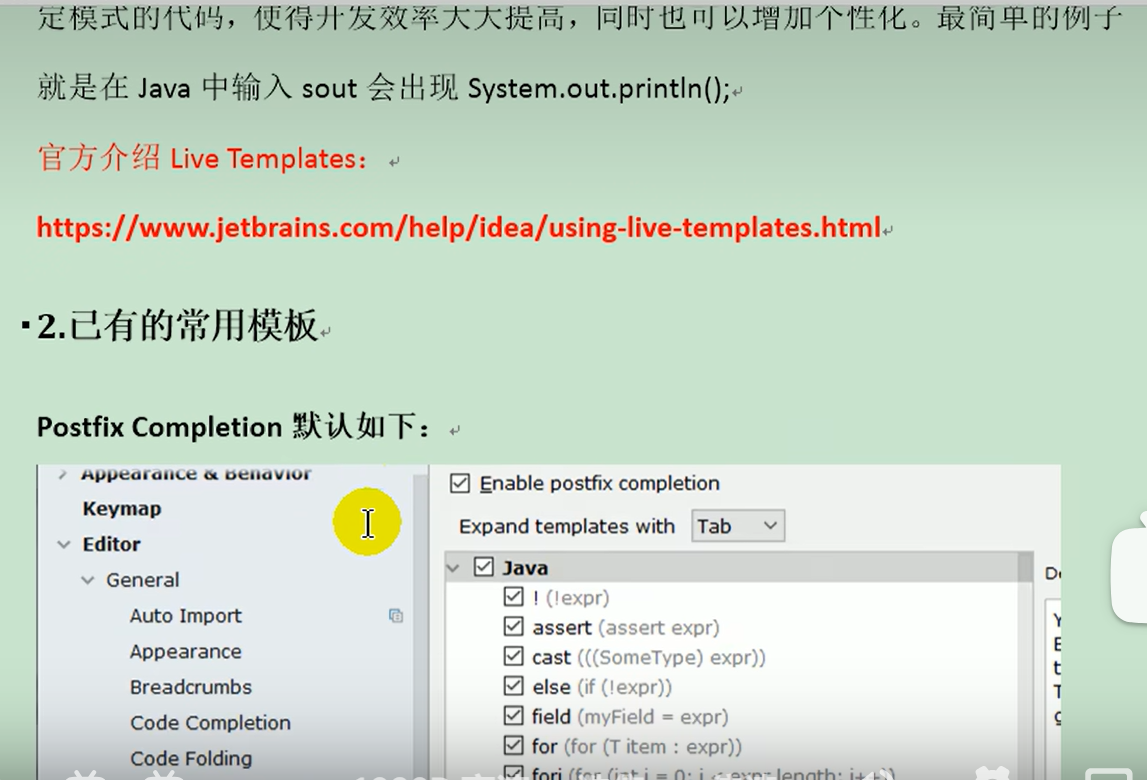 定模式的代码，使得开发效率大大提高，同时也可以增加个性化。最简单的例子
就是在 Java 中输入 sout 会出现 System.out.println();
官方介绍 Live Templates：
https://www.jetbrains.com/help/idea/using-live-templates.html
2.已有的常用模板
Postfix Completion 默认如下：
Appearance & Behavior
Keymap
Editor
General
Auto Import
Appearance
Breadcrumbs
Code Completion
Code Folding
Enable postfix completion
Expand templates with Tab
Java
! (!expr)
assert (assert expr)
cast (((SomeType) expr))
else (if (!expr))
field (myField = expr)
for (for (T item : expr))
fori (for (int i = 0; i < expr.length; i++))